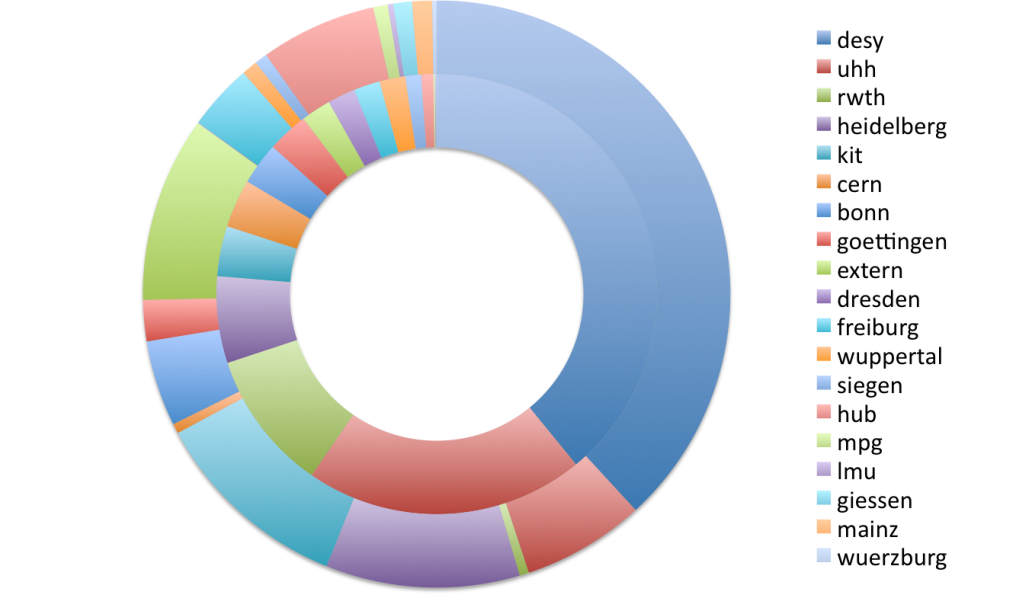 desy
uhh
rwth
heidelberg
kit
cern
bonn
goettingen
extern
dresden
freiburg
wuppertal
siegen
hub
mpg
lmu
giessen
mainz
wuerzburg